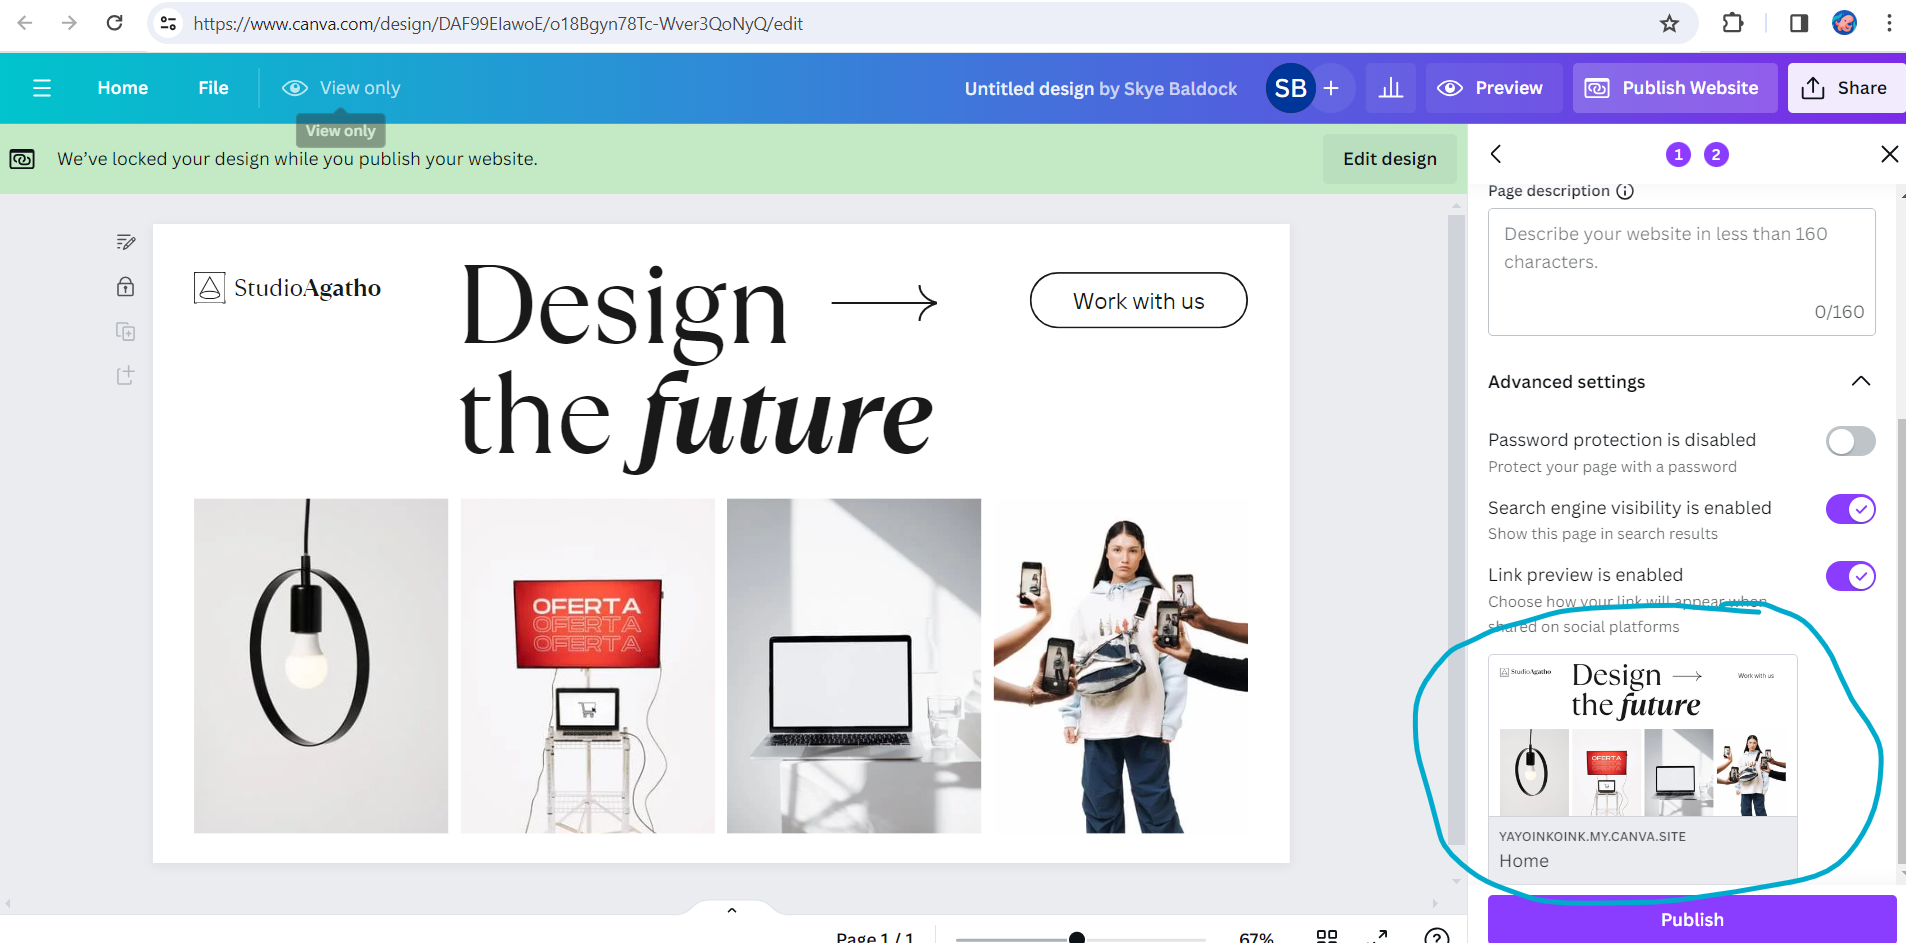 https://www.canva.com/design/DAF99EIawoE/o18Bgyn78Tc-Wver3QoNyQ/edit
Home
File
View only
Untitled design by Skye Baldock
SB
+
Preview
Publish Website
Share
View only
We've locked your design while you publish your website.
Edit design
StudioAgatho
Design
the future
Work with us
OFERTA
OFERTA
OFERTA
1 2
Page description
Describe your website in less than 160
characters.
0/160
Advanced settings
Password protection is disabled
Protect your page with a password
Search engine visibility is enabled
Show this page in search results
Link preview is enabled
Choose how your link will appear when
shared on social platforms
StudioAgatho
Design
the future
Work with us
OFERTA
YAYOINKOINK.MY.CANVA.SITE
Home
Publish
Page 1 / 1
67%